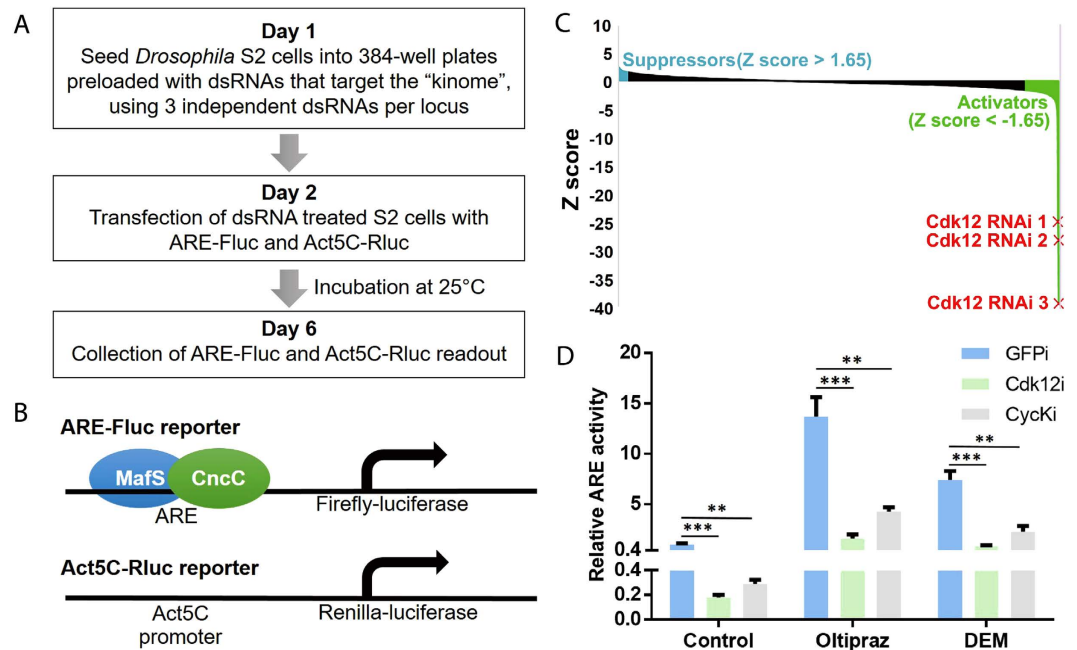 A
Day 1
Seed Drosophila S2 cells into 384-well plates
preloaded with dsRNAs that target the “kinome”,
using 3 independent dsRNAs per locus
Day 2
Transfection of dsRNA treated S2 cells with
ARE-Fluc and Act5C-Rluc
Incubation at 25°C
Day 6
Collection of ARE-Fluc and Act5C-Rluc readout
B
ARE-Fluc reporter
MafS CncC
ARE
Firefly-luciferase
Act5C-Rluc reporter
Act5C
promoter
Renilla-luciferase
C
Z score
10
5
0
-5
-10
-15
-20
-25
-30
-35
-40
Suppressors(Z score > 1.65)
Activators
(Z score < -1.65)
Cdk12 RNAi 1
Cdk12 RNAi 2
Cdk12 RNAi 3
D
Relative ARE activity
20
15
10
5
0.4
0.4
0.2
0.0
GFPi
Cdk12i
CycKi
**
***
**
***
**
***
Control Oltipraz DEM